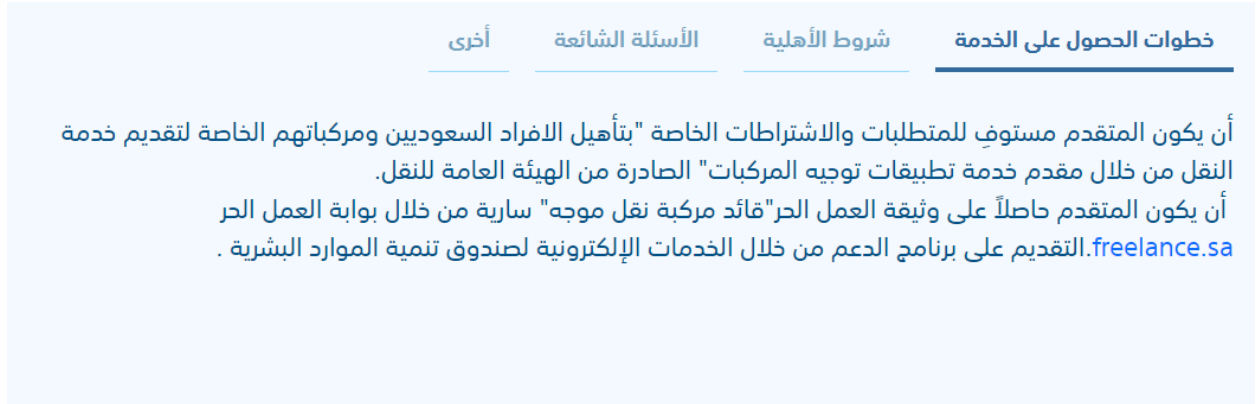 خطوات الحصول على الخدمة
شروط الأهلية
الأسئلة الشائعة
أخرى
أن يكون المتقدم مستوفٍ للمتطلبات والاشتراطات الخاصة "بتأهيل الافراد السعوديين ومركباتهم الخاصة لتقديم خدمة
النقل من خلال مقدم خدمة تطبيقات توجيه المركبات" الصادرة من الهيئة العامة للنقل.
أن يكون المتقدم حاصلاً على وثيقة العمل الحر"قائد مركبة نقل موجه" سارية من خلال بوابة العمل الحر
freelance.sa.التقديم على برنامج الدعم من خلال الخدمات الإلكترونية لصندوق تنمية الموارد البشرية .